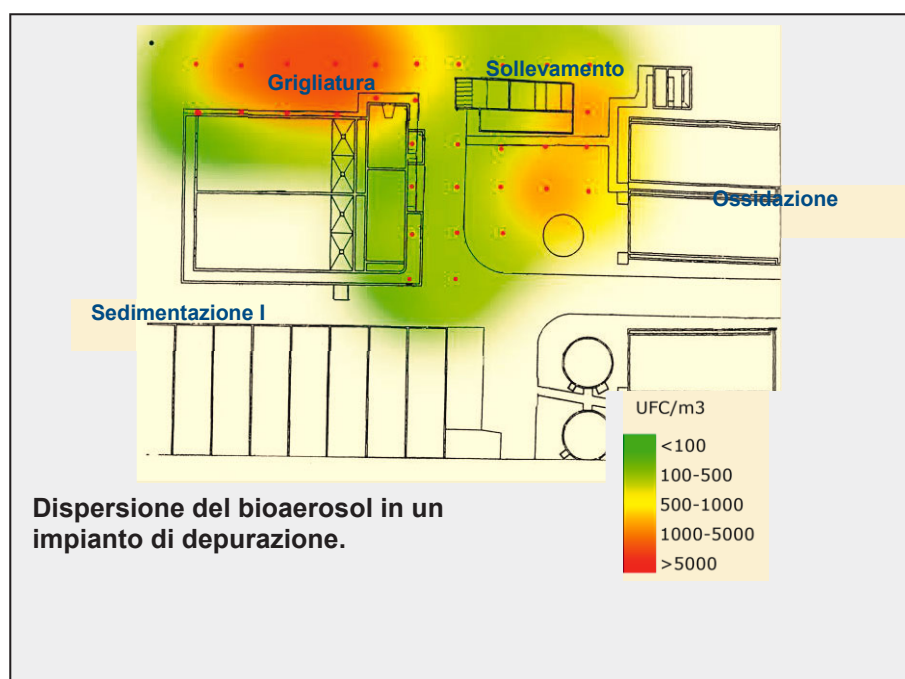 Grigliatura
Sollevamento
Ossidazione
Sedimentazione I
UFC/m3
<100
100-500
500-1000
1000-5000
>5000
Dispersione del bioaerosol in un
impianto di depurazione.